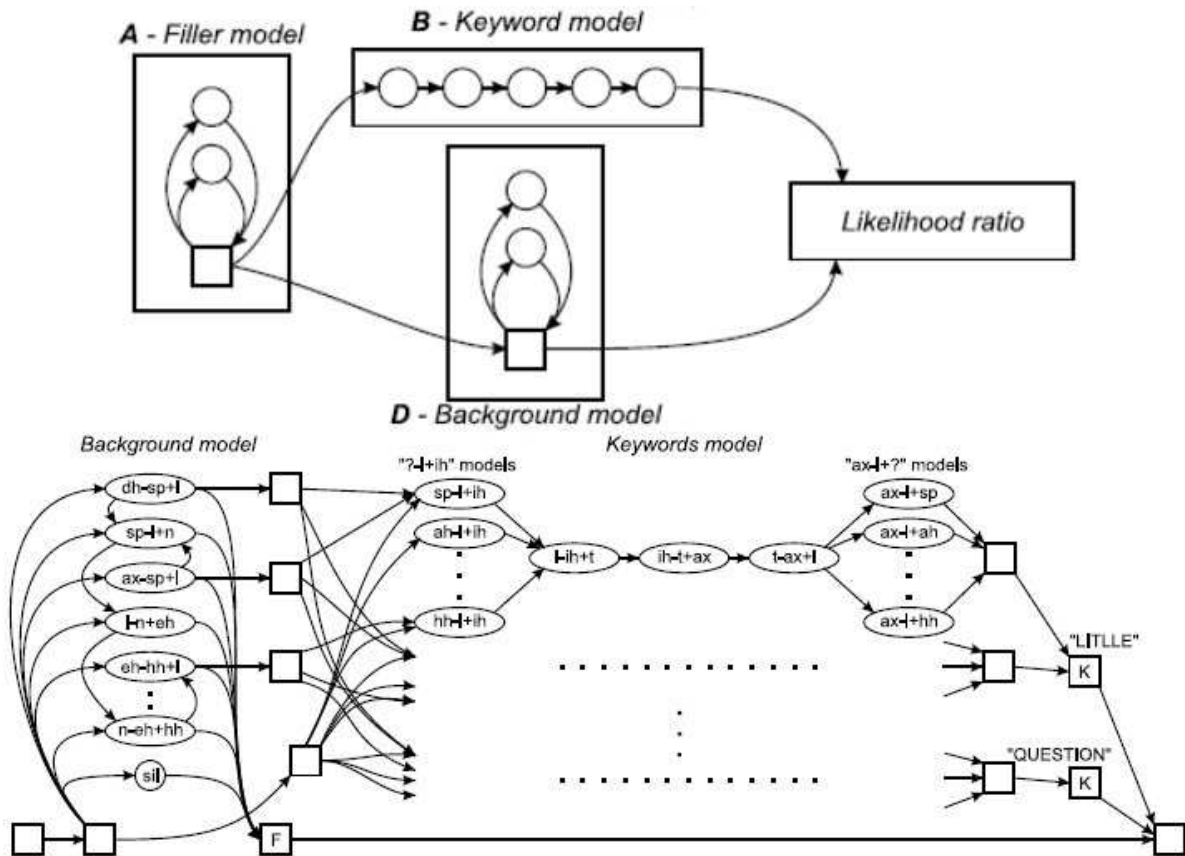 A - Filler model
B - Keyword model
Likelihood ratio
D - Background model
Background model
Keywords model
"?-l+ih" models
"ax-l+?" models
dh-sp+l
sp-l+ih
ax-l+sp
sp-l+n
ah-l+ih
ax-l+ah
l-ih+t
ih-t+ax
t-ax+l
ax-sp+l
l-n+eh
hh-l+ih
ax-l+hh
"LITLLE"
eh-hh+l
K
n-eh+hh
sil
"QUESTION"
K
F